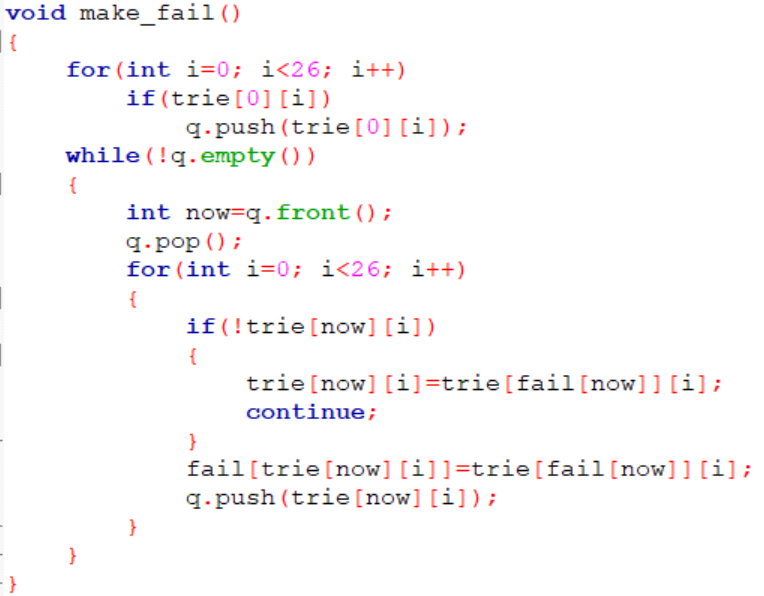 void make_fail()
{
    for(int i=0; i<26; i++)
        if(trie[0][i])
            q.push(trie[0][i]);
    while(!q.empty())
    {
        int now=q.front();
        q.pop();
        for(int i=0; i<26; i++)
        {
            if(!trie[now][i])
            {
                trie[now][i]=trie[fail[now]][i];
                continue;
            }
            fail[trie[now][i]]=trie[fail[now]][i];
            q.push(trie[now][i]);
        }
    }
}